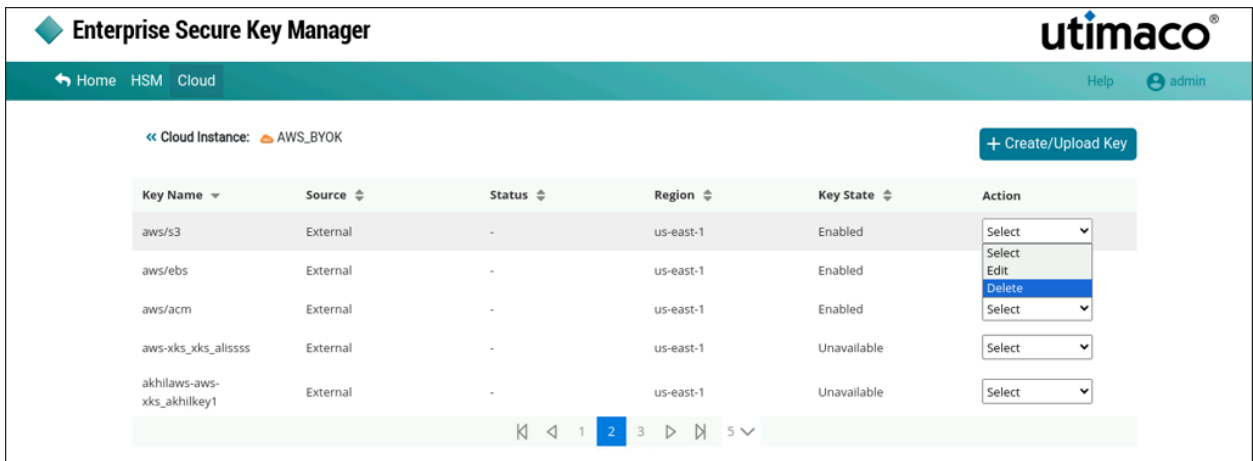 Enterprise Secure Key Manager
utimaco®
Home HSM Cloud Help admin
« Cloud Instance: AWS_BYOK
+ Create/Upload Key
Key Name Source Status Region Key State Action
aws/s3 External - us-east-1 Enabled Select
Select
Edit
Delete
aws/ebs External - us-east-1 Enabled
aws/acm External - us-east-1 Enabled Select
aws-xks_xks_alissss External - us-east-1 Unavailable Select
akhilaws-aws-
xks_akhilkey1 External - us-east-1 Unavailable Select
1 2 3 5